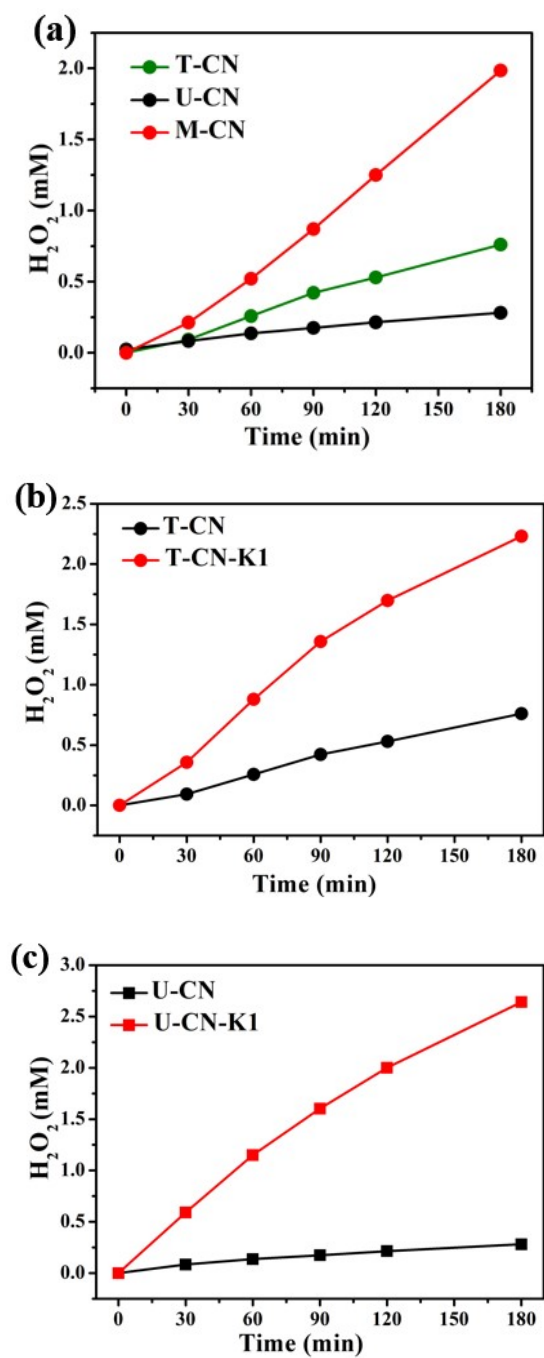 (a)
T-CN
U-CN
M-CN
2.0
1.5
1.0
0.5
0.0
H₂O₂ (mM)
0 30 60 90 120 150 180
Time (min)
(b)
T-CN
T-CN-K1
2.5
2.0
1.5
1.0
0.5
0.0
H₂O₂ (mM)
0 30 60 90 120 150 180
Time (min)
(c)
U-CN
U-CN-K1
3.0
2.5
2.0
1.5
1.0
0.5
0.0
H₂O₂ (mM)
0 30 60 90 120 150 180
Time (min)